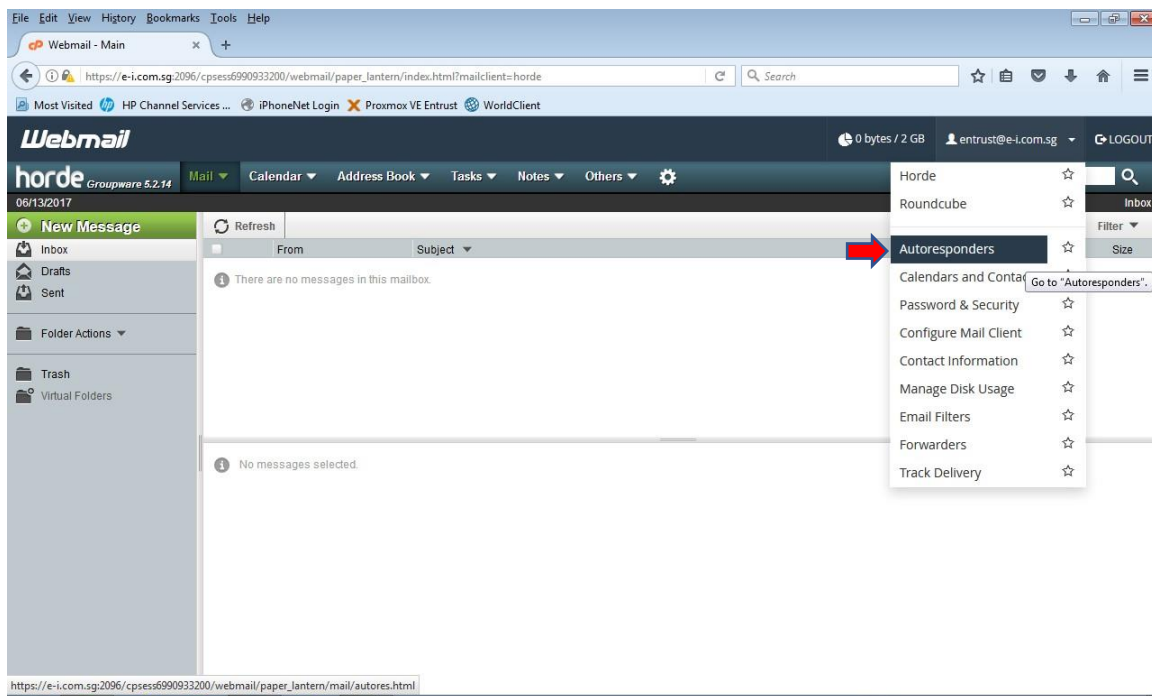 File Edit View History Bookmarks Tools Help
cP Webmail - Main × +
https://e-i.com.sg:2096/cpsess6990933200/webmail/paper_lantern/index.html?mailclient=horde Search
Most Visited HP Channel Services ... iPhoneNet Login Proxmox VE Entrust WorldClient
Webmail 0 bytes / 2 GB entrust@e-i.com.sg LOGOUT
horde Groupware 5.2.14 Mail Calendar Address Book Tasks Notes Others
06/13/2017 Inbox
New Message Refresh Filter
Inbox From Subject Size
Drafts There are no messages in this mailbox.
Sent
Folder Actions
Trash
Virtual Folders
No messages selected.
Horde
Roundcube
Autoresponders
Calendars and Contac
Go to "Autoresponders".
Password & Security
Configure Mail Client
Contact Information
Manage Disk Usage
Email Filters
Forwarders
Track Delivery
https://e-i.com.sg:2096/cpsess6990933200/webmail/paper_lantern/mail/autores.html